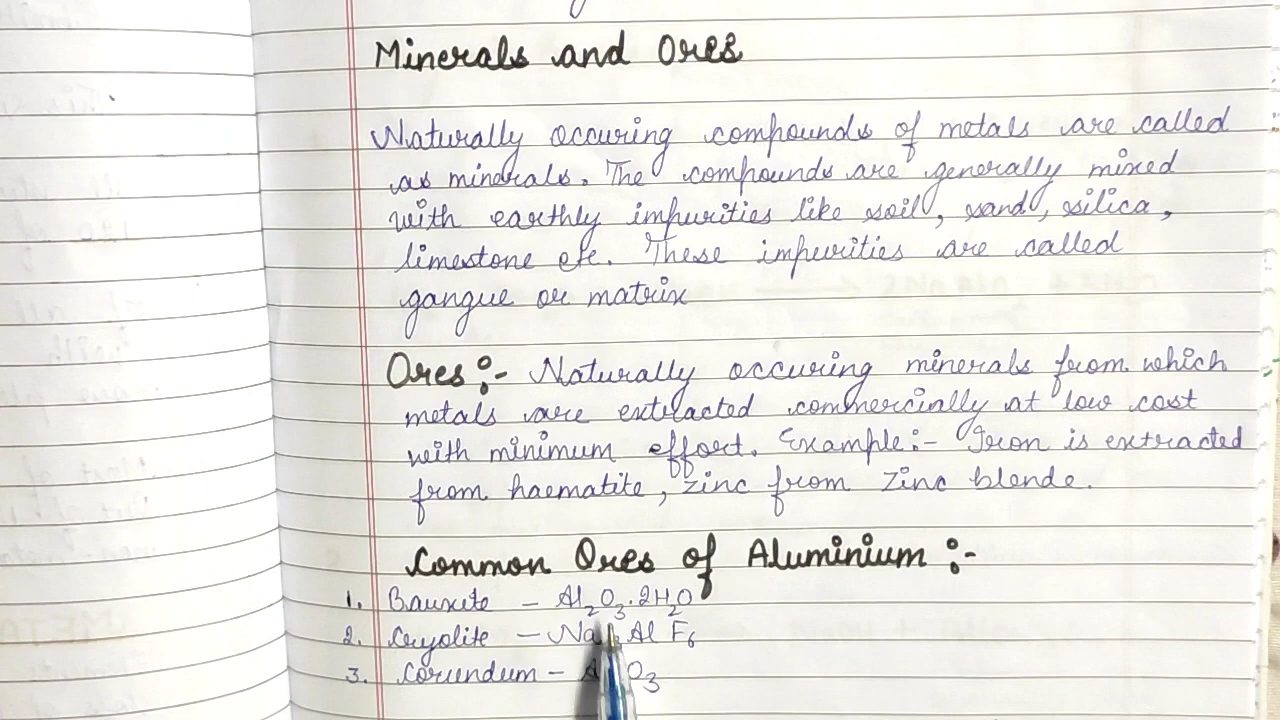 Minerals and Ores
Naturally occuring compounds of metals are called
as minerals. The compounds are generally mixed
with earthly impurities like soil, sand, silica,
limestone etc. These impurities are called
gangue or matrix
Ores :- Naturally occuring minerals from which
metals are extracted commercially at low cost
with minimum effort. Example :- Iron is extracted
from haematite, zinc from Zinc blende.
Common Ores of Aluminium :-
1. Bauxite - Al₂O₃.2H₂O
2. Cryolite - Na Al F₆
3. Corundum - O₃